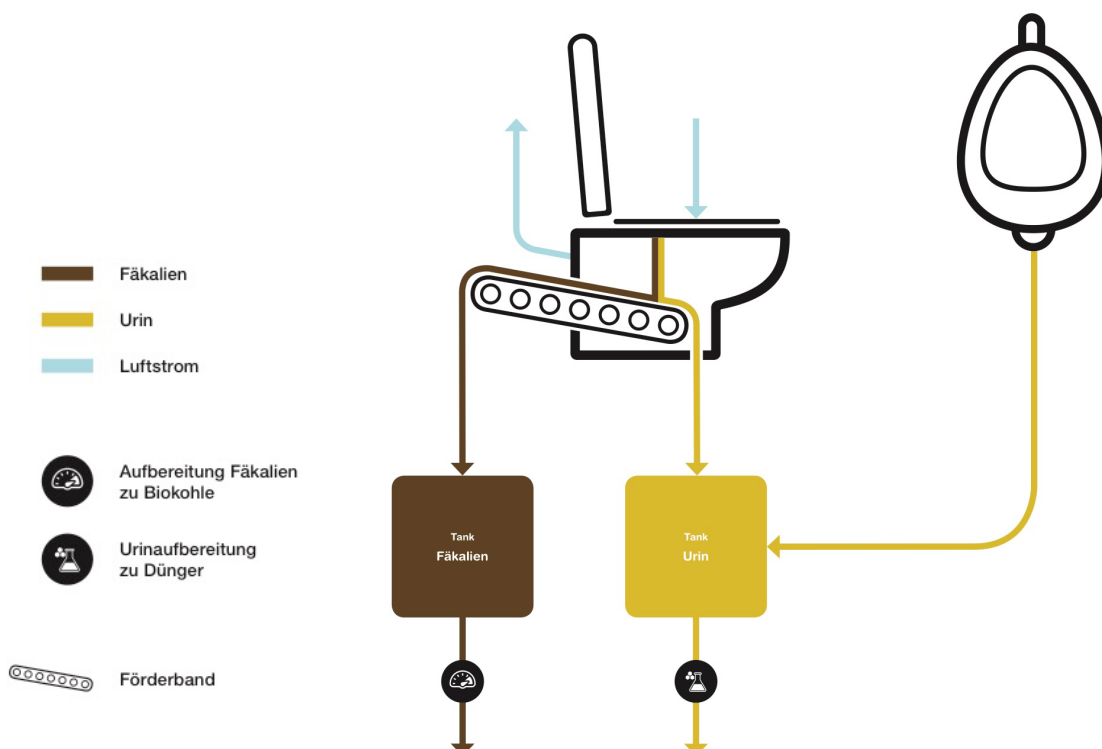 Fäkalien
Urin
Luftstrom
Aufbereitung Fäkalien
zu Biokohle
Urinaufbereitung
zu Dünger
Förderband
Tank
Fäkalien
Tank
Urin